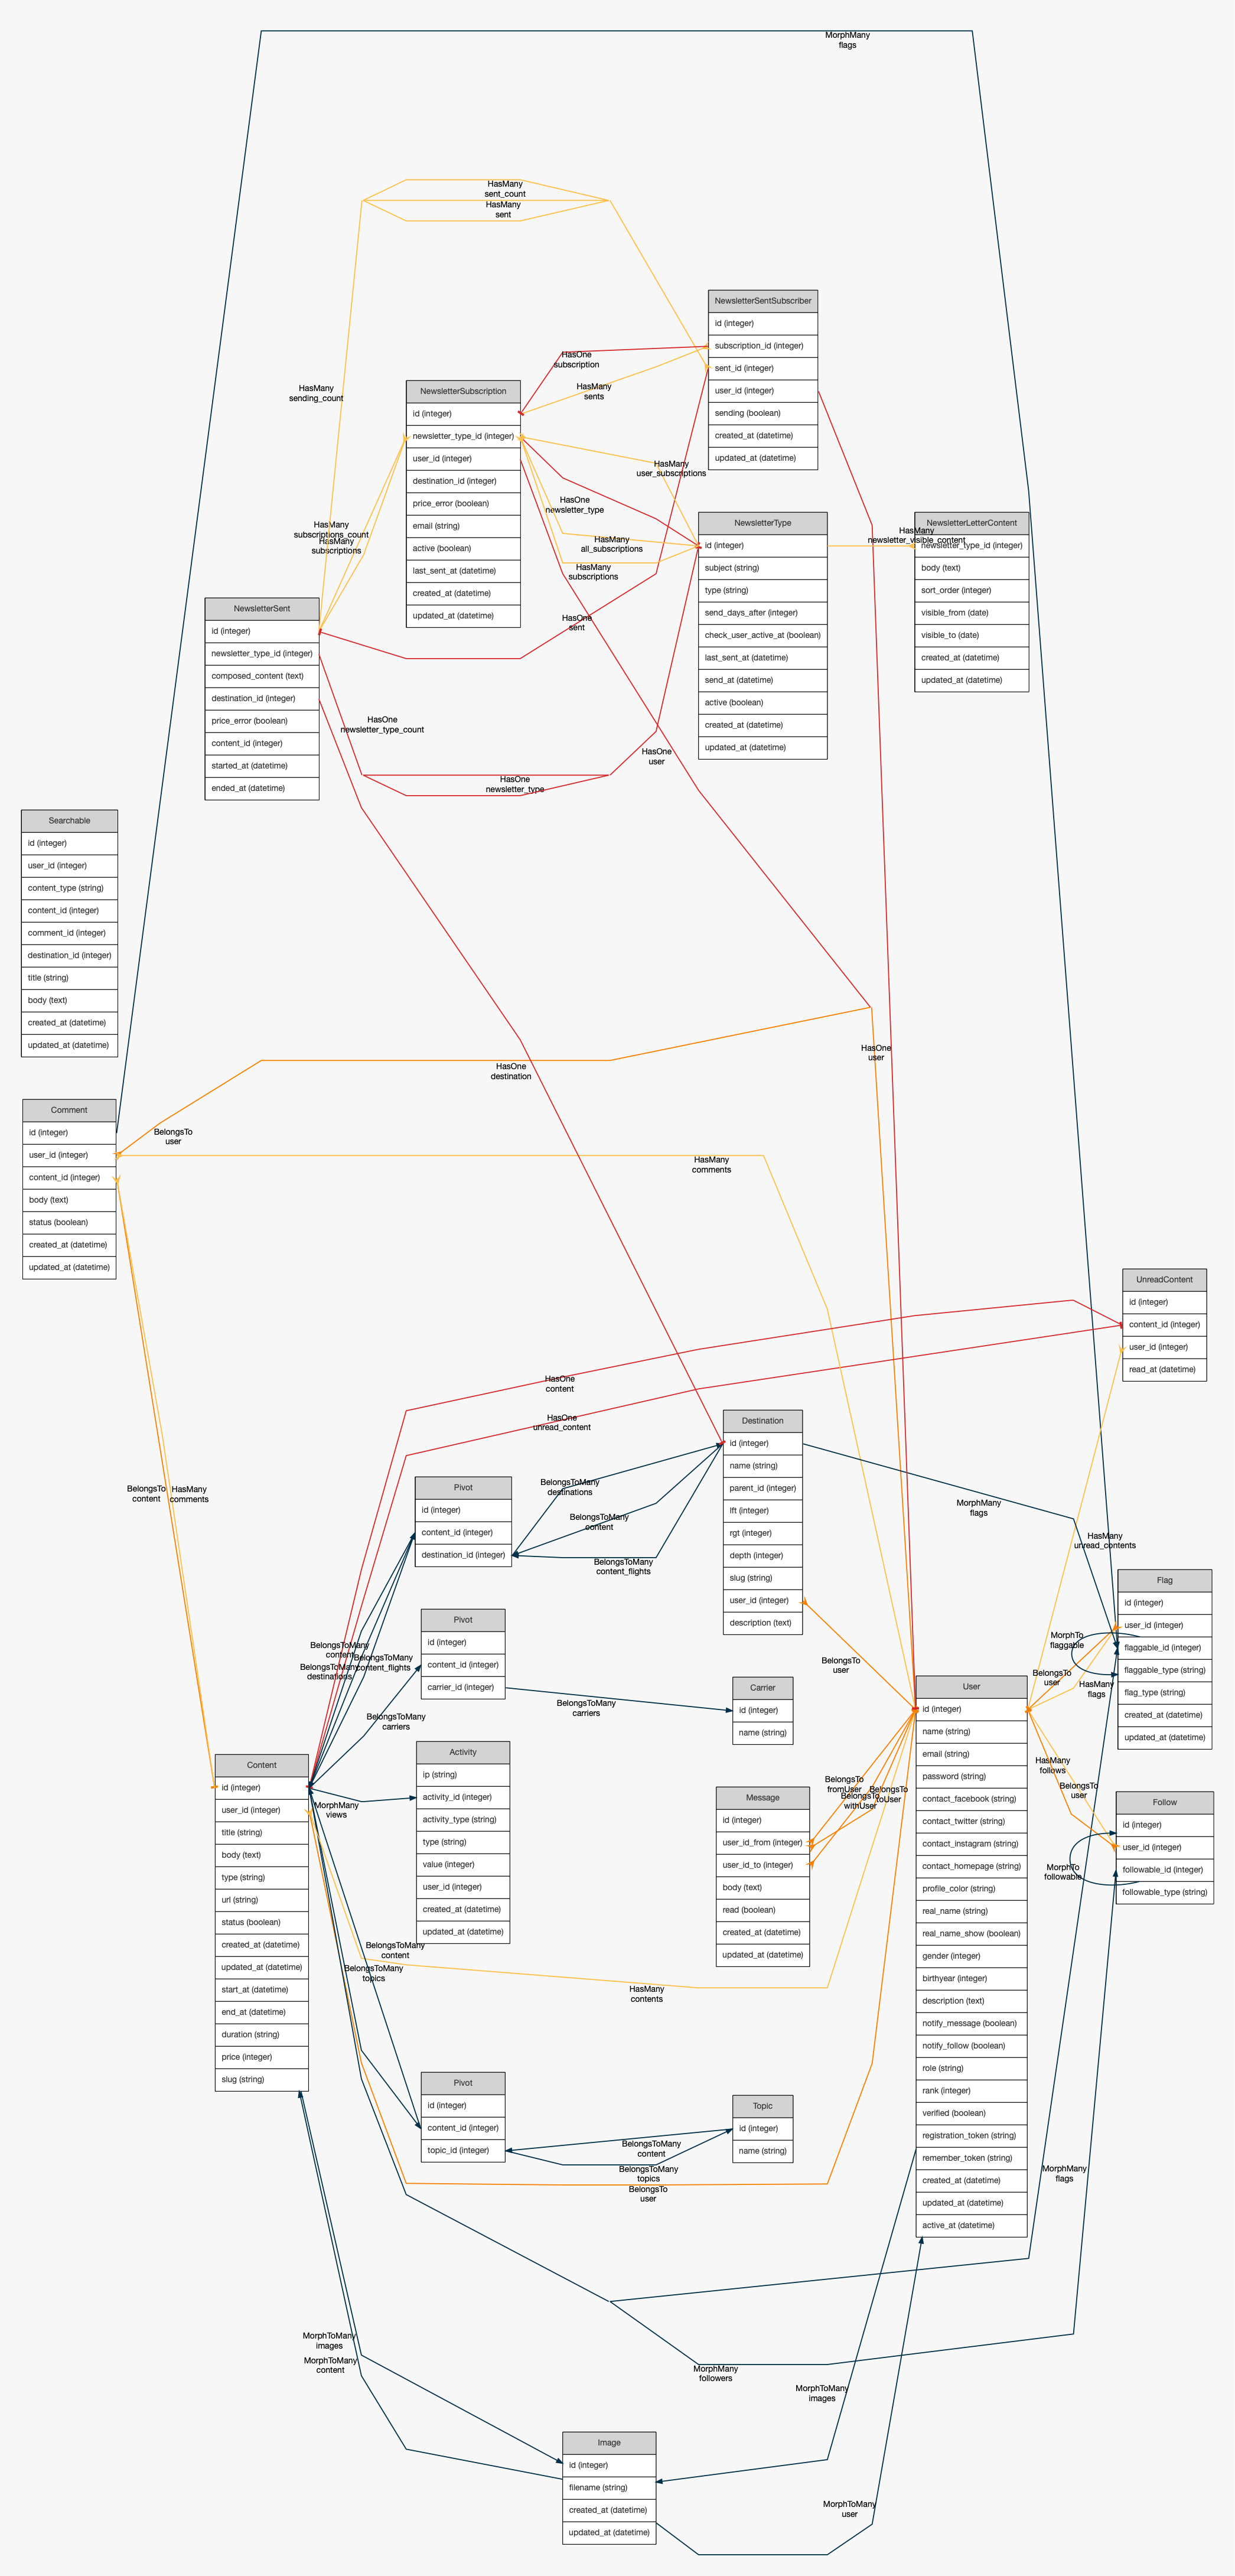 MorphMany
flags
HasMany
sent_count
HasMany
sent
HasMany
sending_count
NewsletterSentSubscriber
id (integer)
subscription_id (integer)
sent_id (integer)
user_id (integer)
sending (boolean)
created_at (datetime)
updated_at (datetime)
HasOne
subscription
HasMany
sents
NewsletterSubscription
id (integer)
newsletter_type_id (integer)
user_id (integer)
destination_id (integer)
price_error (boolean)
email (string)
active (boolean)
last_sent_at (datetime)
created_at (datetime)
updated_at (datetime)
HasMany
user_subscriptions
HasOne
newsletter_type
HasMany
all_subscriptions
HasMany
subscriptions
HasMany
subscriptions_count
HasMany
subscriptions
NewsletterType
id (integer)
subject (string)
type (string)
send_days_after (integer)
check_user_active_at (boolean)
last_sent_at (datetime)
send_at (datetime)
active (boolean)
created_at (datetime)
updated_at (datetime)
HasMany
newsletter_visible_content
NewsletterLetterContent
newsletter_type_id (integer)
body (text)
sort_order (integer)
visible_from (date)
visible_to (date)
created_at (datetime)
updated_at (datetime)
NewsletterSent
id (integer)
newsletter_type_id (integer)
composed_content (text)
destination_id (integer)
price_error (boolean)
content_id (integer)
started_at (datetime)
ended_at (datetime)
HasOne
sent
HasOne
newsletter_type_count
HasOne
newsletter_type
HasOne
user
Searchable
id (integer)
user_id (integer)
content_type (string)
content_id (integer)
comment_id (integer)
destination_id (integer)
title (string)
body (text)
created_at (datetime)
updated_at (datetime)
HasOne
user
HasOne
destination
Comment
id (integer)
user_id (integer)
content_id (integer)
body (text)
status (boolean)
created_at (datetime)
updated_at (datetime)
BelongsTo
user
HasMany
comments
UnreadContent
id (integer)
content_id (integer)
user_id (integer)
read_at (datetime)
HasOne
content
HasOne
unread_content
Destination
id (integer)
name (string)
parent_id (integer)
lft (integer)
rgt (integer)
depth (integer)
slug (string)
user_id (integer)
description (text)
BelongsTo
content
HasMany
comments
Pivot
id (integer)
content_id (integer)
destination_id (integer)
BelongsToMany
destinations
BelongsToMany
content
BelongsToMany
content_flights
MorphMany
flags
HasMany
unread_contents
Flag
id (integer)
user_id (integer)
flaggable_id (integer)
flaggable_type (string)
flag_type (string)
created_at (datetime)
updated_at (datetime)
MorphTo
flaggable
BelongsTo
user
HasMany
flags
Pivot
id (integer)
content_id (integer)
carrier_id (integer)
BelongsToMany
content
BelongsToMany
destinations
BelongsToMany
content_flights
BelongsToMany
carriers
BelongsToMany
carriers
BelongsTo
user
Carrier
id (integer)
name (string)
User
id (integer)
name (string)
email (string)
password (string)
contact_facebook (string)
contact_twitter (string)
contact_instagram (string)
contact_homepage (string)
profile_color (string)
real_name (string)
real_name_show (boolean)
gender (integer)
birthyear (integer)
description (text)
notify_message (boolean)
notify_follow (boolean)
role (string)
rank (integer)
verified (boolean)
registration_token (string)
remember_token (string)
created_at (datetime)
updated_at (datetime)
active_at (datetime)
Content
id (integer)
user_id (integer)
title (string)
body (text)
type (string)
url (string)
status (boolean)
created_at (datetime)
updated_at (datetime)
start_at (datetime)
end_at (datetime)
duration (string)
price (integer)
slug (string)
Activity
ip (string)
activity_id (integer)
activity_type (string)
type (string)
value (integer)
user_id (integer)
created_at (datetime)
updated_at (datetime)
MorphMany
views
Message
id (integer)
user_id_from (integer)
user_id_to (integer)
body (text)
read (boolean)
created_at (datetime)
updated_at (datetime)
BelongsTo
fromUser
BelongsTo
withUser
BelongsTo
toUser
HasMany
follows
BelongsTo
user
Follow
id (integer)
user_id (integer)
followable_id (integer)
followable_type (string)
MorphTo
followable
BelongsToMany
content
BelongsToMany
topics
HasMany
contents
Pivot
id (integer)
content_id (integer)
topic_id (integer)
Topic
id (integer)
name (string)
BelongsToMany
content
BelongsToMany
topics
BelongsTo
user
MorphMany
flags
MorphToMany
images
MorphToMany
content
MorphMany
followers
MorphToMany
images
Image
id (integer)
filename (string)
created_at (datetime)
updated_at (datetime)
MorphToMany
user